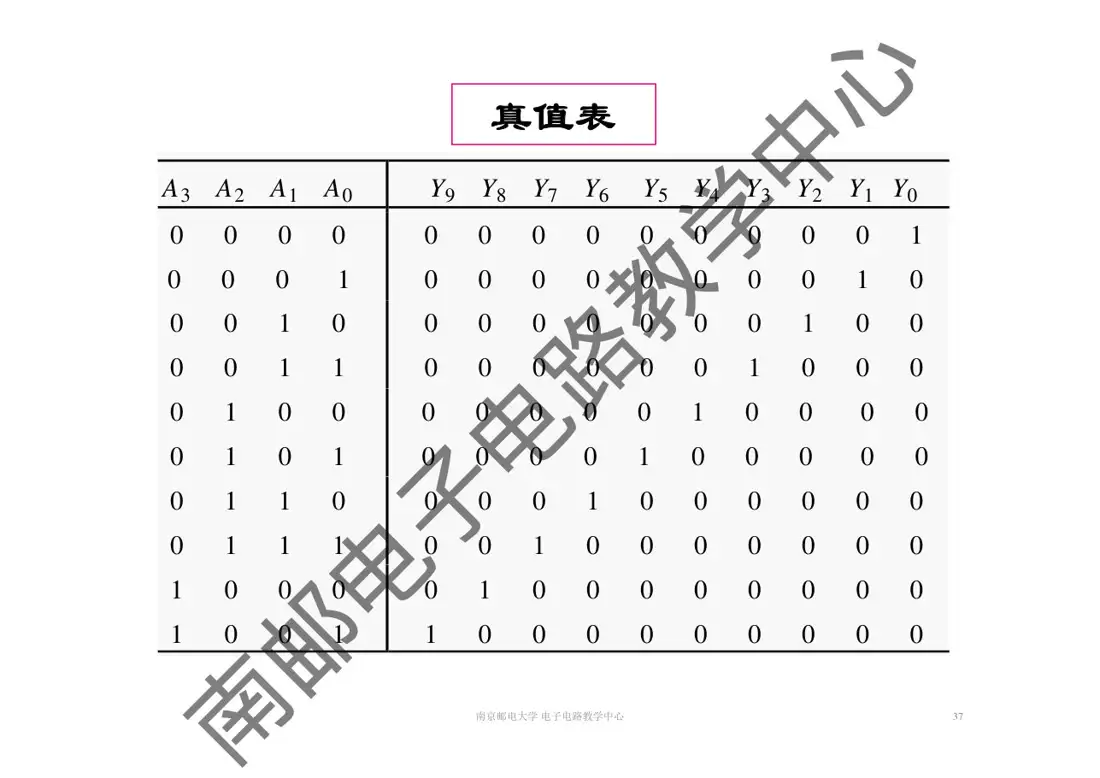 真值表
A3 A2 A1 A0 Y9 Y8 Y7 Y6 Y5 Y4 Y3 Y2 Y1 Y0
0 0 0 0 0 0 0 0 0 0 0 0 0 1
0 0 0 1 0 0 0 0 0 0 0 0 1 0
0 0 1 0 0 0 0 0 0 0 0 1 0 0
0 0 1 1 0 0 0 0 0 0 1 0 0 0
0 1 0 0 0 0 0 0 0 1 0 0 0 0
0 1 0 1 0 0 0 0 1 0 0 0 0 0
0 1 1 0 0 0 0 1 0 0 0 0 0 0
0 1 1 1 0 0 1 0 0 0 0 0 0 0
1 0 0 0 0 1 0 0 0 0 0 0 0 0
1 0 0 1 1 0 0 0 0 0 0 0 0 0
南邮电子电路教学中心
南京邮电大学 电子电路教学中心 37